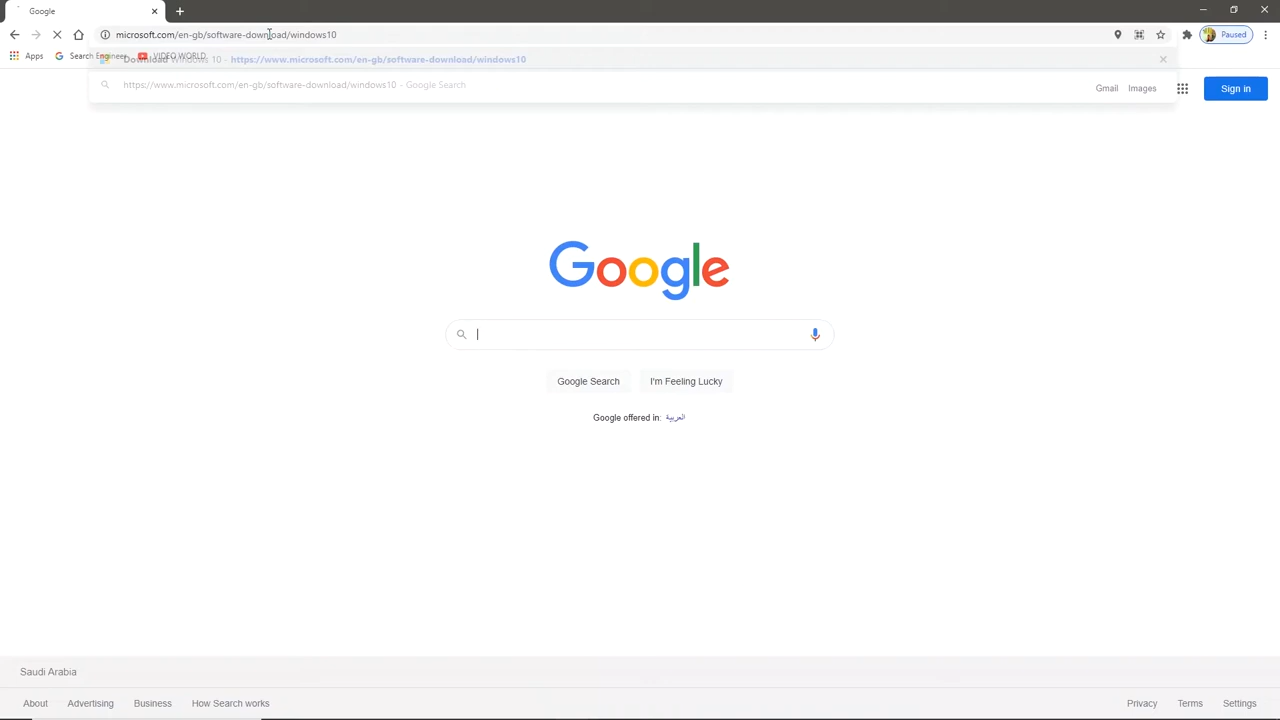 Google
microsoft.com/en-gb/software-download/windows10
Paused
Apps Search Engineer VIDEO WORLD
Download Windows 10 - https://www.microsoft.com/en-gb/software-download/windows10
https://www.microsoft.com/en-gb/software-download/windows10 - Google Search
Gmail Images Sign in
Google
Google Search I'm Feeling Lucky
Google offered in: العربية
Saudi Arabia
About Advertising Business How Search works Privacy Terms Settings